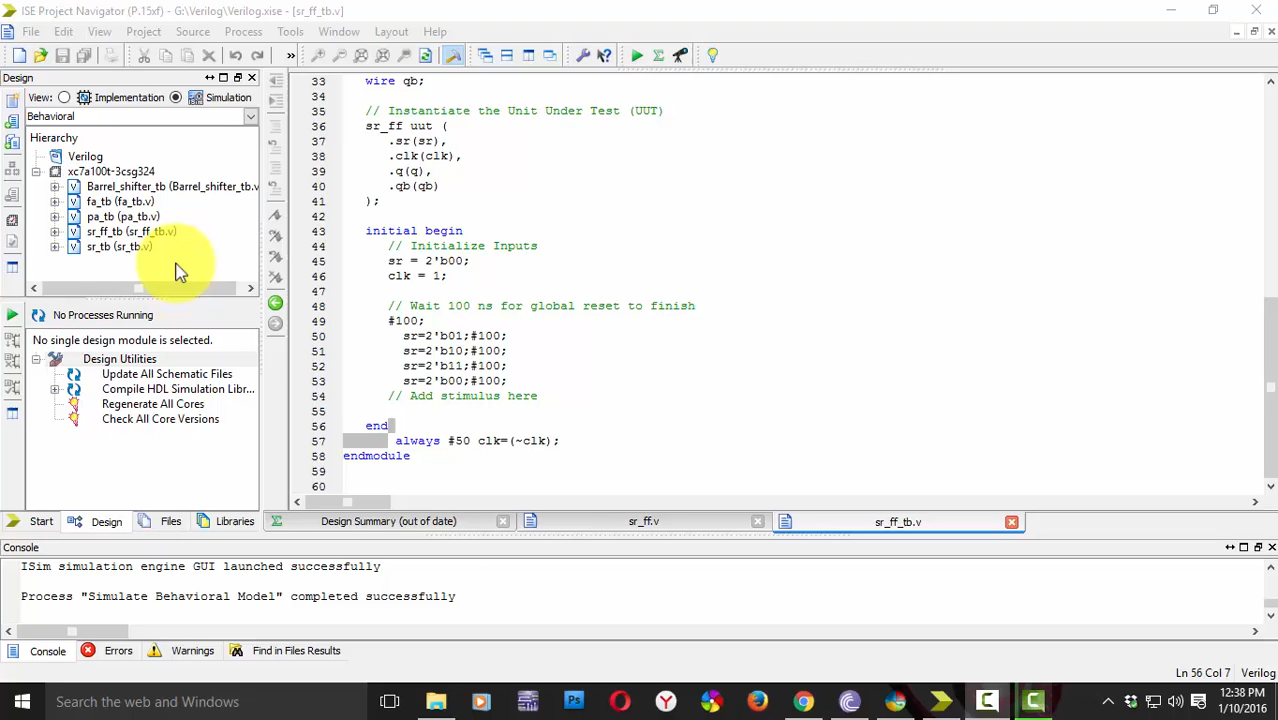 ISE Project Navigator (P.15xf) - G:\Verilog\Verilog.xise - [sr_ff_tb.v]
File Edit View Project Source Process Tools Window Layout Help
»
Design
View: Implementation Simulation
Behavioral
Hierarchy
Verilog
xc7a100t-3csg324
Barrel_shifter_tb (Barrel_shifter_tb.v
fa_tb (fa_tb.v)
pa_tb (pa_tb.v)
sr_ff_tb (sr_ff_tb.v)
sr_tb (sr_tb.v)
No Processes Running
No single design module is selected.
Design Utilities
Update All Schematic Files
Compile HDL Simulation Libr...
Regenerate All Cores
Check All Core Versions
Start Design Files Libraries
33 wire qb;
34
35 // Instantiate the Unit Under Test (UUT)
36 sr_ff uut (
37 .sr(sr),
38 .clk(clk),
39 .q(q),
40 .qb(qb)
41 );
42
43 initial begin
44 // Initialize Inputs
45 sr = 2'b00;
46 clk = 1;
47
48 // Wait 100 ns for global reset to finish
49 #100;
50 sr=2'b01;#100;
51 sr=2'b10;#100;
52 sr=2'b11;#100;
53 sr=2'b00;#100;
54 // Add stimulus here
55
56 end
57 always #50 clk=(~clk);
58 endmodule
59
60
Design Summary (out of date) sr_ff.v sr_ff_tb.v
Console
ISim simulation engine GUI launched successfully
Process "Simulate Behavioral Model" completed successfully
Console Errors Warnings Find in Files Results
Ln 56 Col 7 Verilog
Search the web and Windows
12:38 PM
1/10/2016